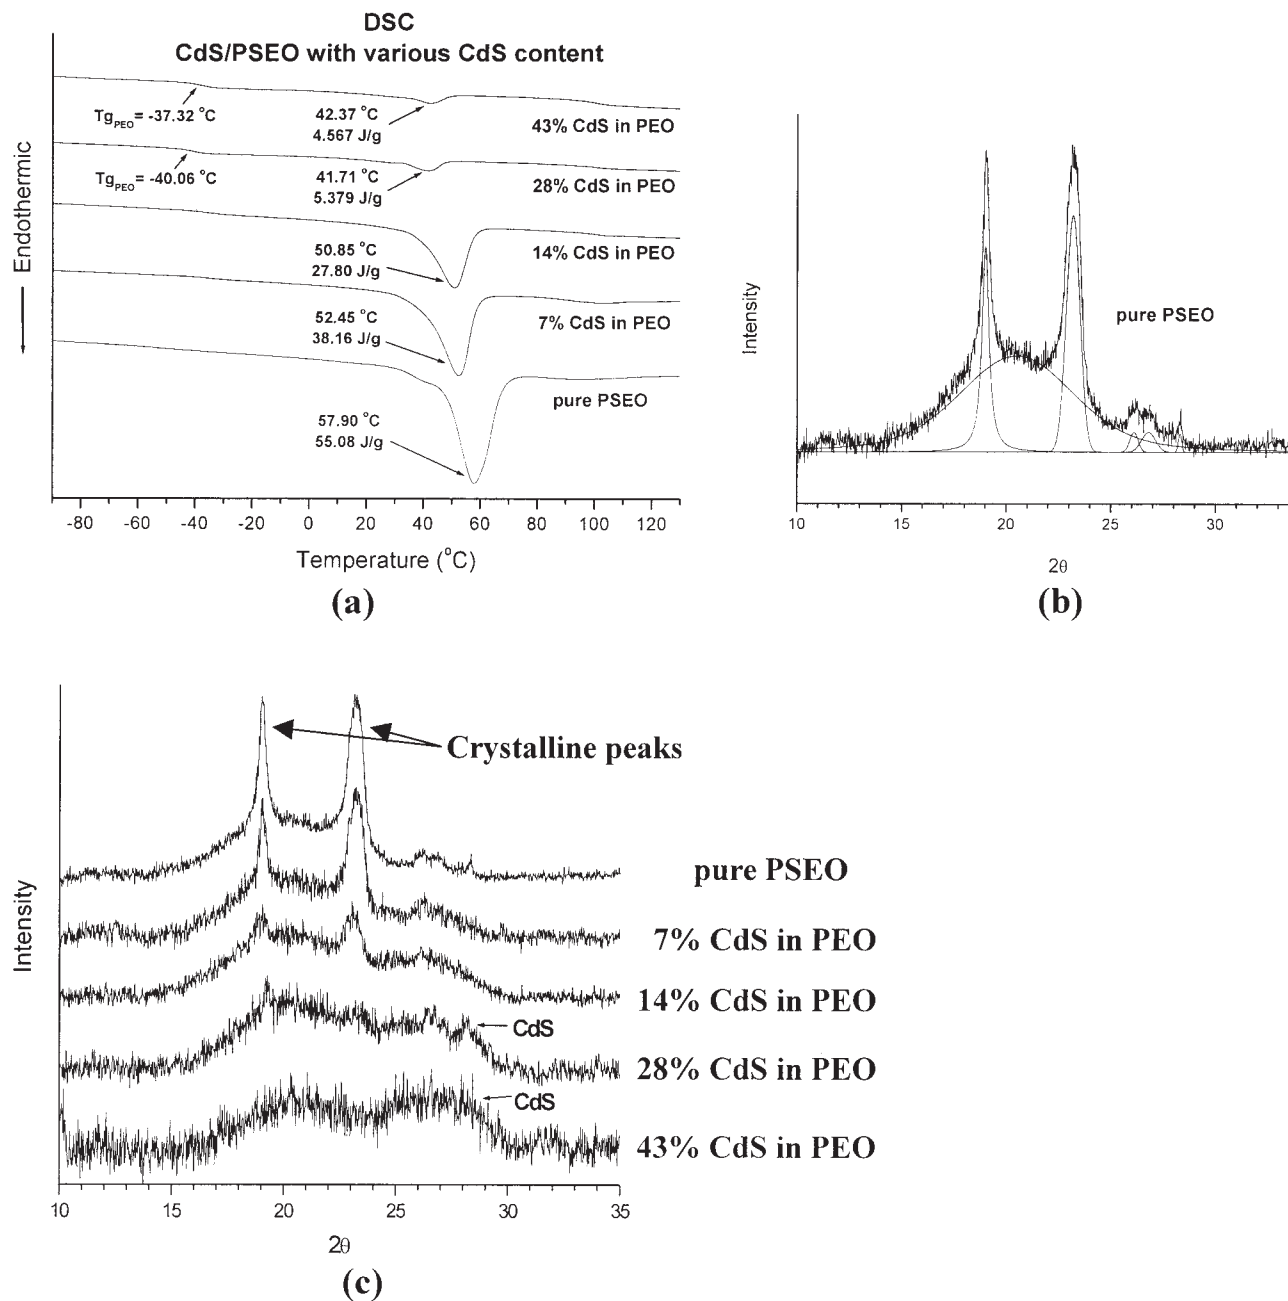 DSC
CdS/PSEO with various CdS content
Tg_PEO= -37.32 °C
42.37 °C
4.567 J/g
43% CdS in PEO
Tg_PEO= -40.06 °C
41.71 °C
5.379 J/g
28% CdS in PEO
50.85 °C
27.80 J/g
14% CdS in PEO
52.45 °C
38.16 J/g
7% CdS in PEO
57.90 °C
55.08 J/g
pure PSEO
Endothermic
-80 -60 -40 -20 0 20 40 60 80 100 120
Temperature (°C)
(a)
Intensity
pure PSEO
10 15 20 25 30
2θ
(b)
Crystalline peaks
Intensity
pure PSEO
7% CdS in PEO
14% CdS in PEO
CdS
28% CdS in PEO
CdS
43% CdS in PEO
10 15 20 25 30 35
2θ
(c)